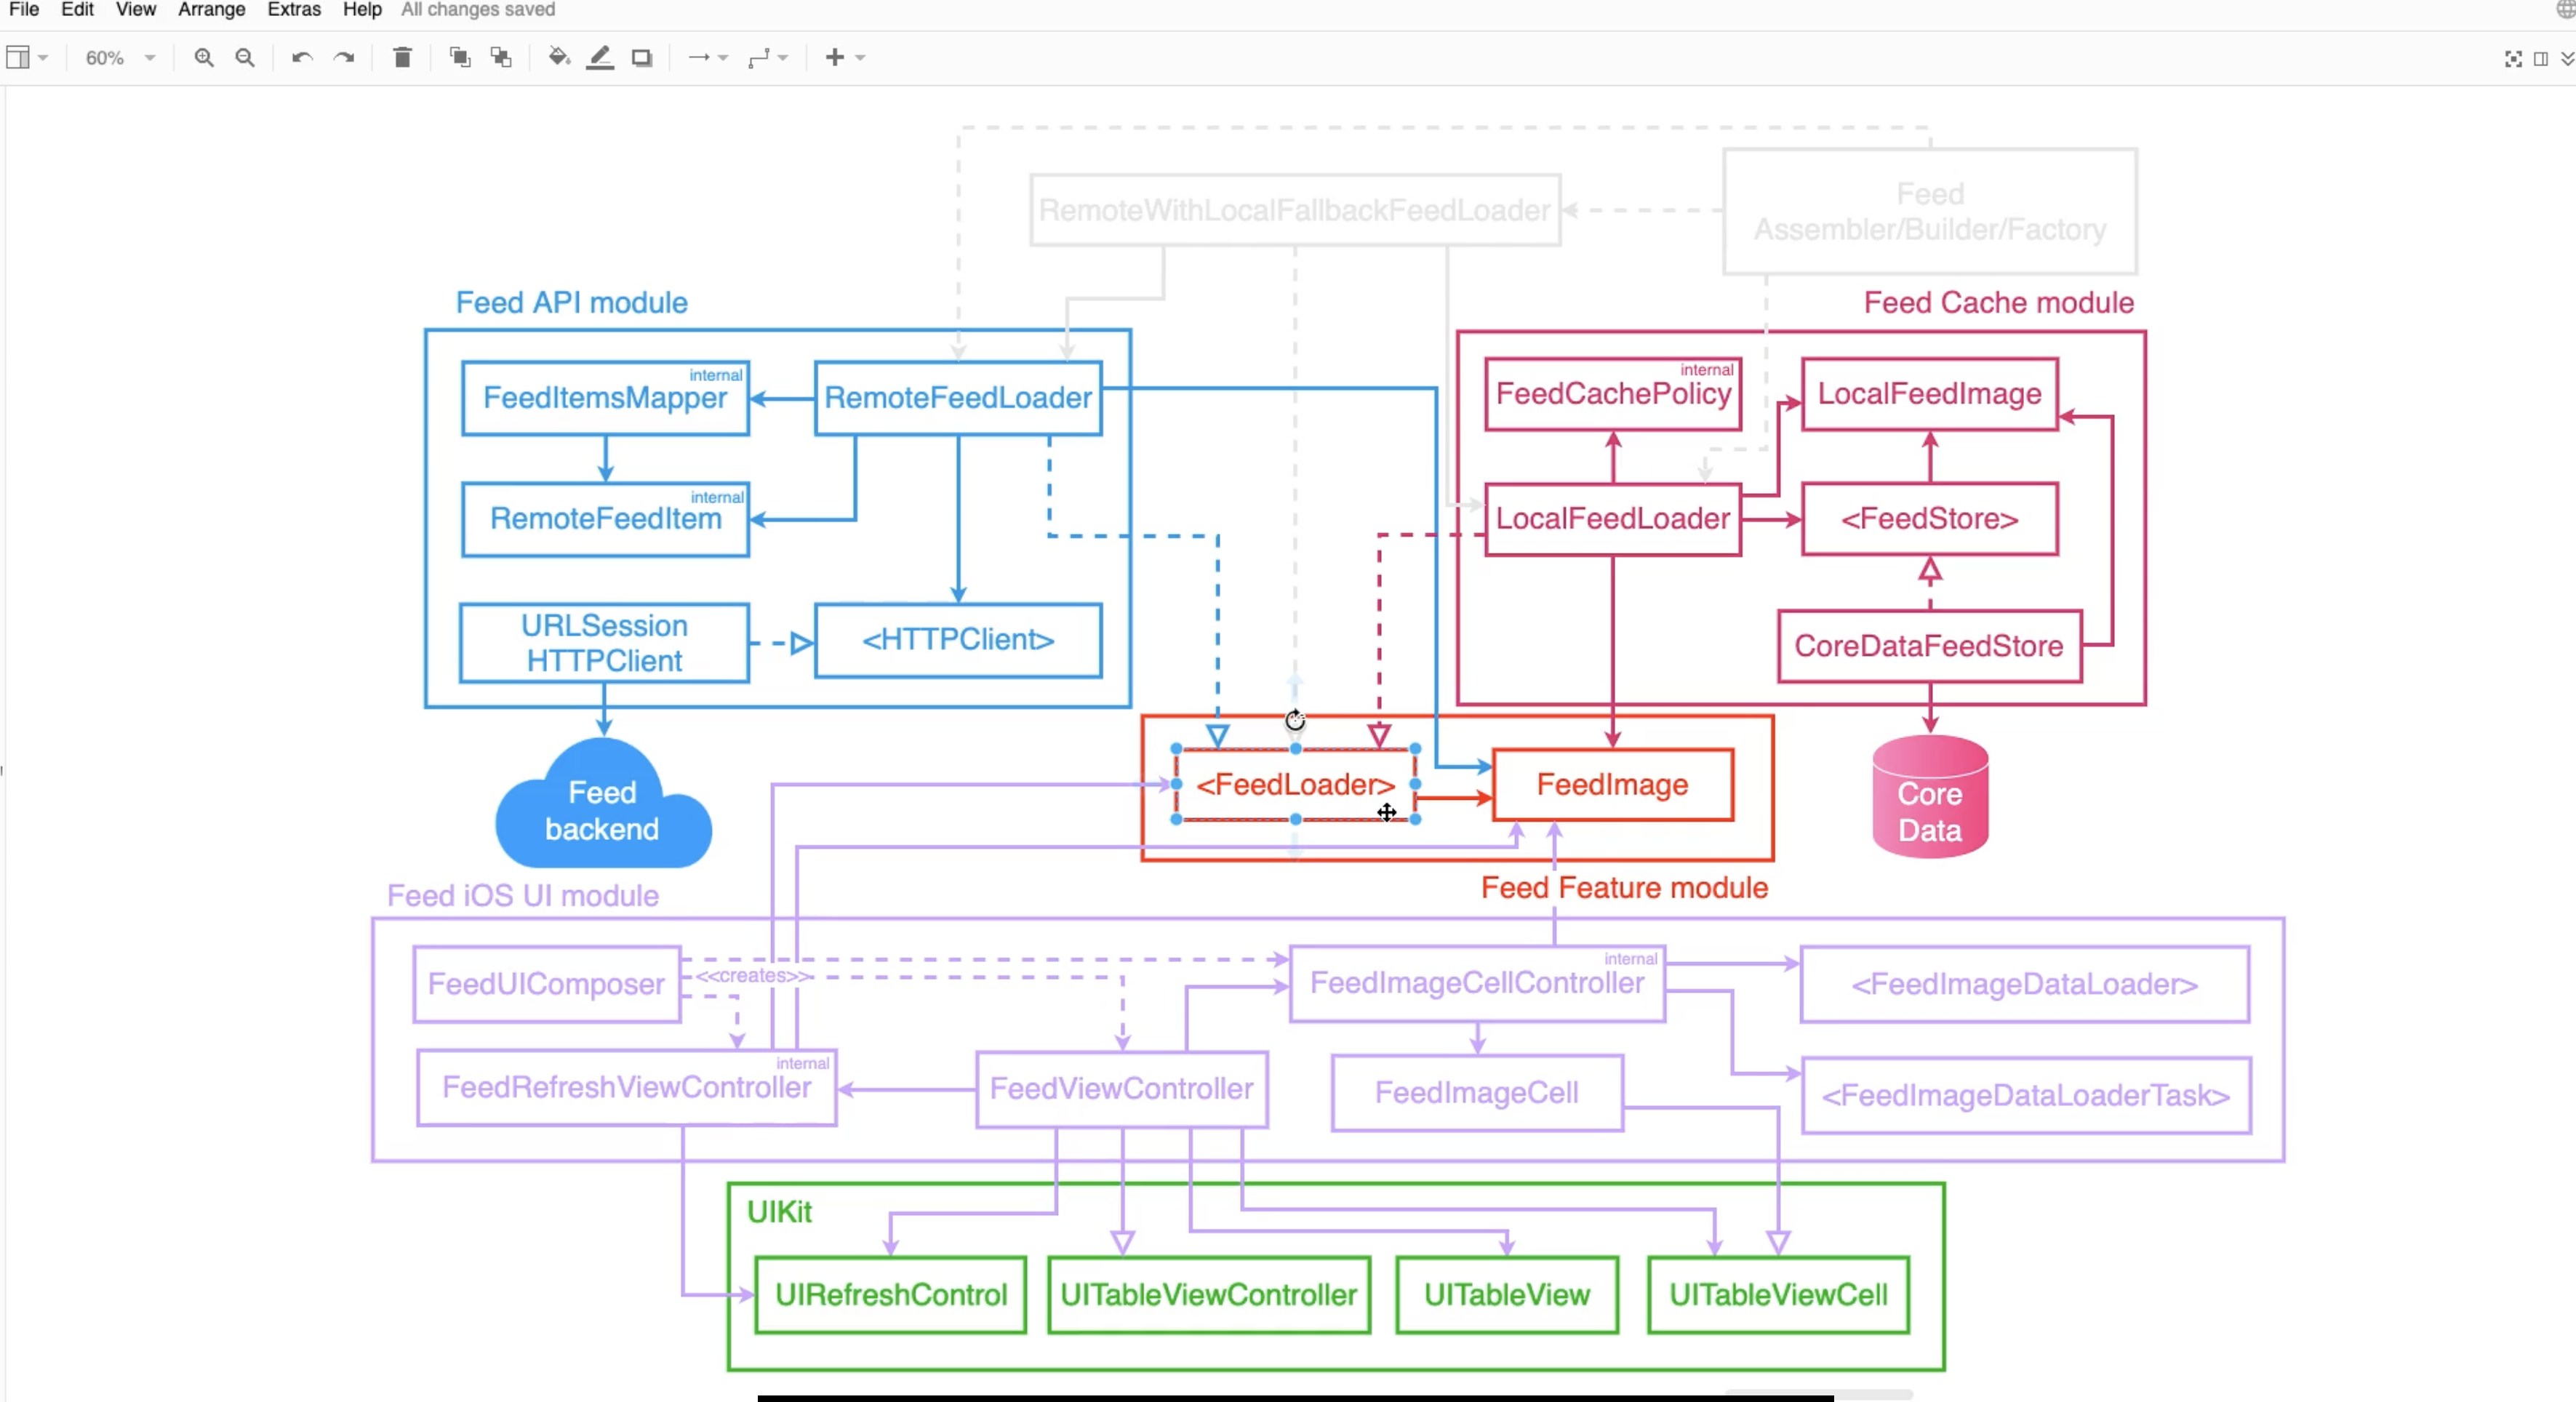 File Edit View Arrange Extras Help All changes saved
60%
Feed
Assembler/Builder/Factory
RemoteWithLocalFallbackFeedLoader
Feed API module
Feed Cache module
internal
FeedItemsMapper
RemoteFeedLoader
internal
FeedCachePolicy
LocalFeedImage
internal
RemoteFeedItem
LocalFeedLoader
<FeedStore>
URLSession
HTTPClient
<HTTPClient>
CoreDataFeedStore
Feed
backend
<FeedLoader>
FeedImage
Core
Data
Feed Feature module
Feed iOS UI module
FeedUIComposer
<<creates>>
internal
FeedImageCellController
<FeedImageDataLoader>
internal
FeedRefreshViewController
FeedViewController
FeedImageCell
<FeedImageDataLoaderTask>
UIKit
UIRefreshControl
UITableViewController
UITableView
UITableViewCell